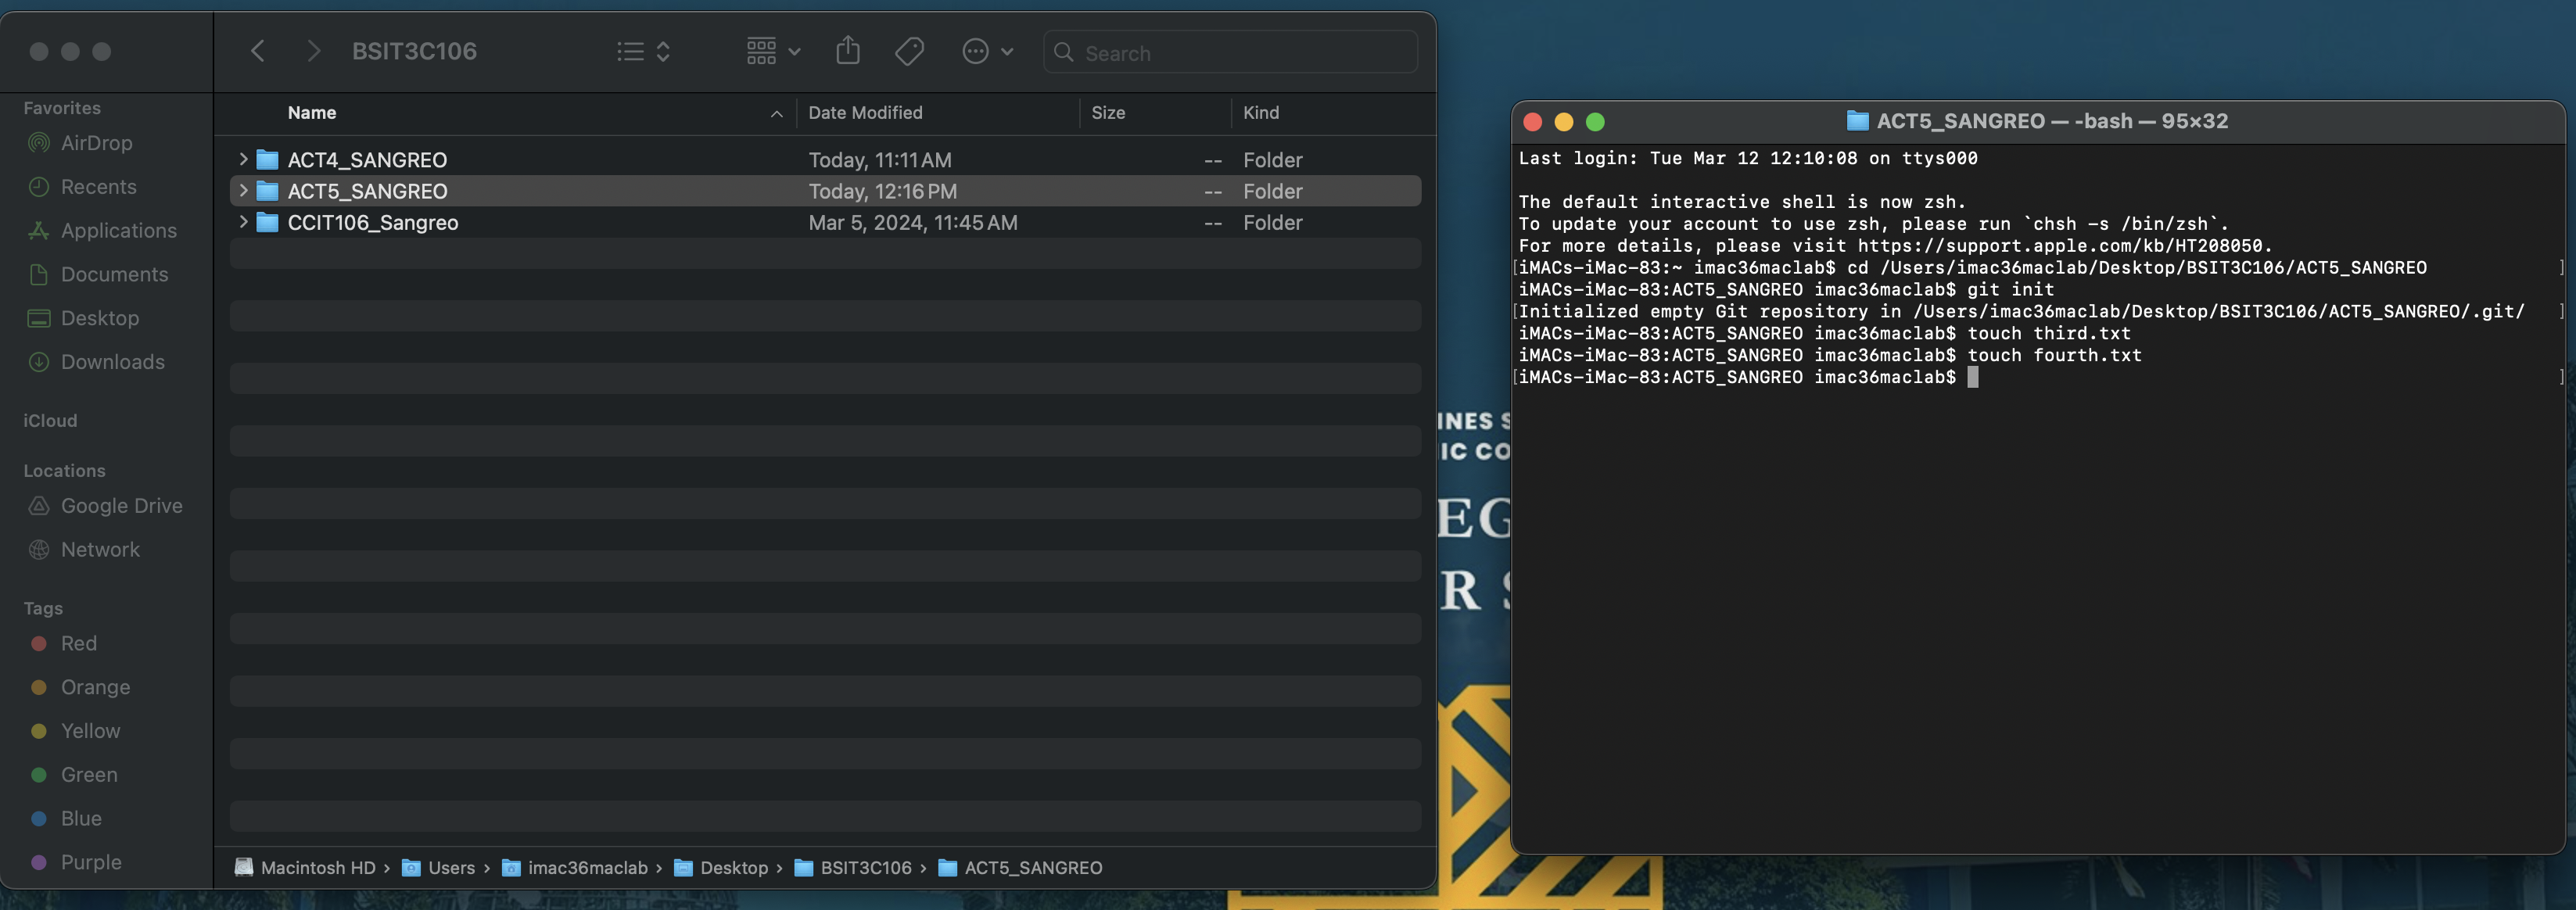 BSIT3C106
Search
Favorites
AirDrop
Recents
Applications
Documents
Desktop
Downloads
iCloud
Locations
Google Drive
Network
Tags
Red
Orange
Yellow
Green
Blue
Purple
Name Date Modified Size Kind
ACT4_SANGREO Today, 11:11 AM -- Folder
ACT5_SANGREO Today, 12:16 PM -- Folder
CCIT106_Sangreo Mar 5, 2024, 11:45 AM -- Folder
Macintosh HD › Users › imac36maclab › Desktop › BSIT3C106 › ACT5_SANGREO
INES S
IC CO
EG
R S
ACT5_SANGREO — -bash — 95×32
Last login: Tue Mar 12 12:10:08 on ttys000
The default interactive shell is now zsh.
To update your account to use zsh, please run `chsh -s /bin/zsh`.
For more details, please visit https://support.apple.com/kb/HT208050.
[iMACs-iMac-83:~ imac36maclab$ cd /Users/imac36maclab/Desktop/BSIT3C106/ACT5_SANGREO ]
iMACs-iMac-83:ACT5_SANGREO imac36maclab$ git init
[Initialized empty Git repository in /Users/imac36maclab/Desktop/BSIT3C106/ACT5_SANGREO/.git/ ]
iMACs-iMac-83:ACT5_SANGREO imac36maclab$ touch third.txt
iMACs-iMac-83:ACT5_SANGREO imac36maclab$ touch fourth.txt
[iMACs-iMac-83:ACT5_SANGREO imac36maclab$ ]